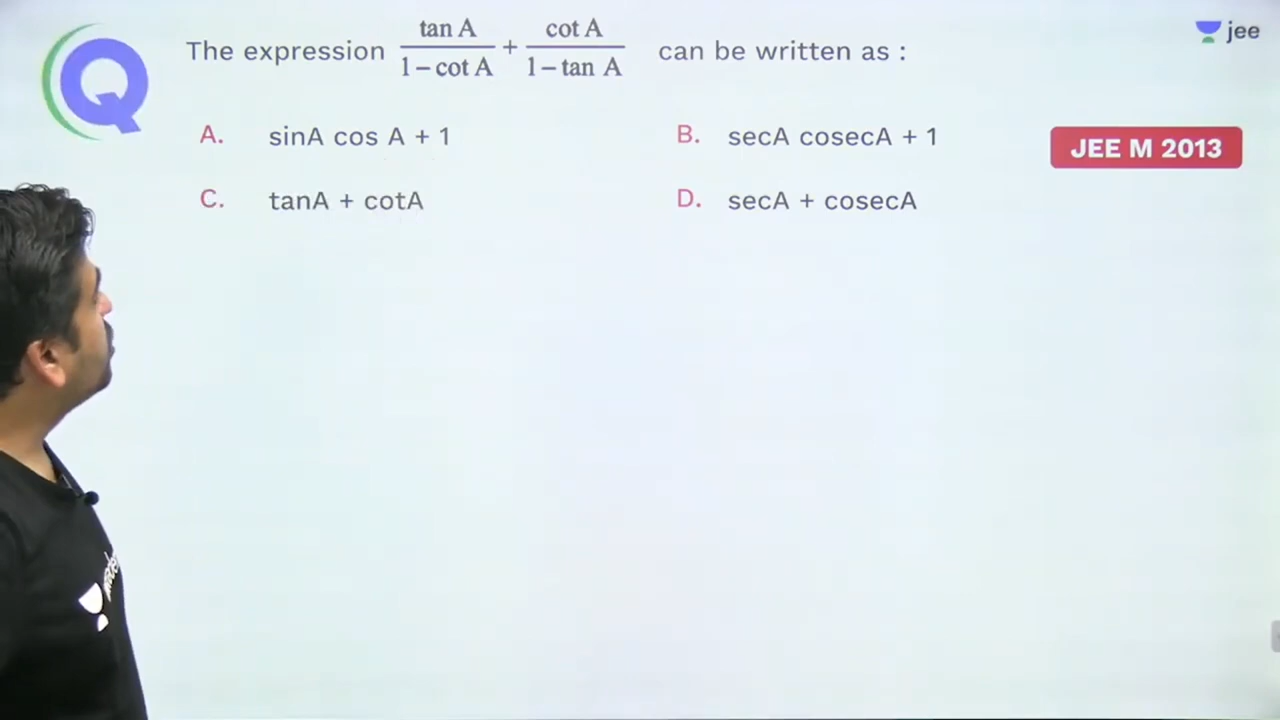 The expression tan A / 1 – cot A + cot A / 1 – tan A can be written as :
A. sinA cos A + 1
B. secA cosecA + 1
C. tanA + cotA
D. secA + cosecA
JEE M 2013
jee